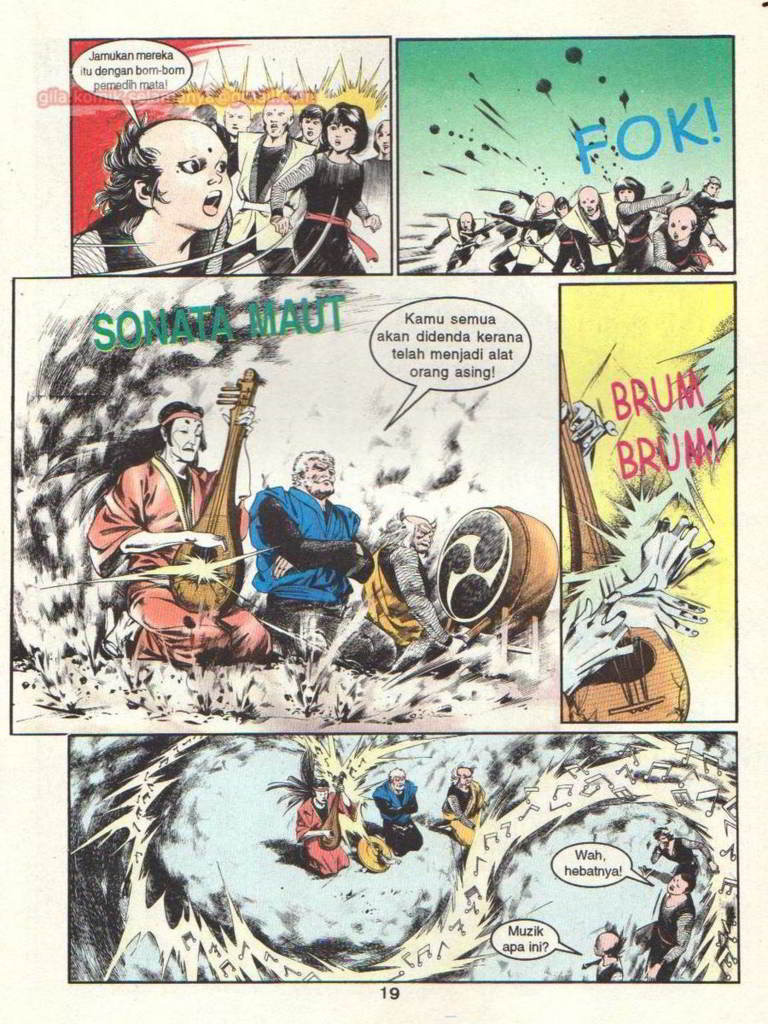 Jamukan mereka
itu dengan bom-bom
pemedih mata!
FOK!
SONATA MAUT
Kamu semua
akan didenda kerana
telah menjadi alat
orang asing!
BRUM
BRUM!
Wah,
hebatnya!
Muzik
apa ini?
19